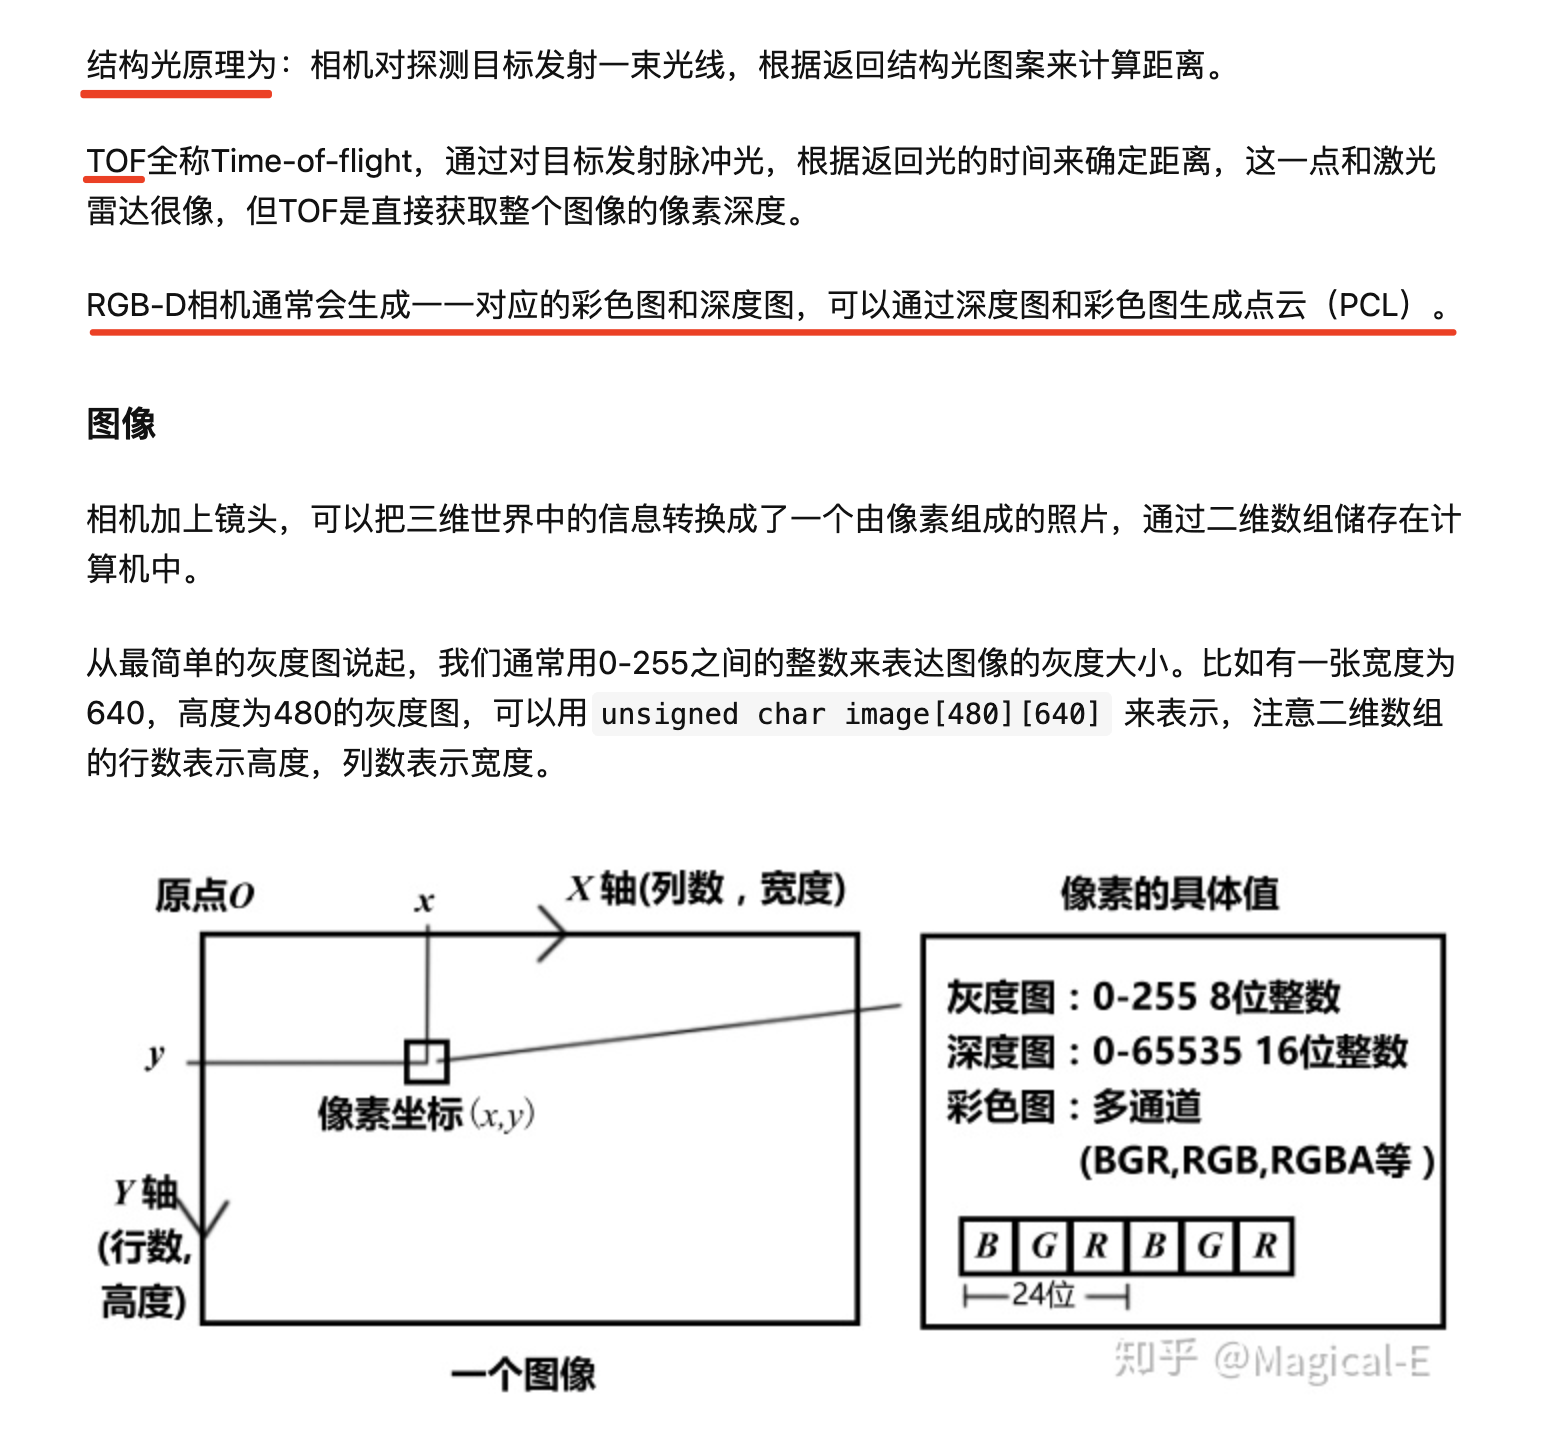 结构光原理为：相机对探测目标发射一束光线，根据返回结构光图案来计算距离。
TOF全称Time-of-flight，通过对目标发射脉冲光，根据返回光的时间来确定距离，这一点和激光
雷达很像，但TOF是直接获取整个图像的像素深度。
RGB-D相机通常会生成一一对应的彩色图和深度图，可以通过深度图和彩色图生成点云（PCL）。
图像
相机加上镜头，可以把三维世界中的信息转换成了一个由像素组成的照片，通过二维数组储存在计
算机中。
从最简单的灰度图说起，我们通常用0-255之间的整数来表达图像的灰度大小。比如有一张宽度为
640，高度为480的灰度图，可以用 unsigned char image[480][640] 来表示，注意二维数组
的行数表示高度，列数表示宽度。
原点O
x
X 轴(列数，宽度)
y
像素坐标(x,y)
Y 轴
(行数,
高度)
一个图像
像素的具体值
灰度图：0-255 8位整数
深度图：0-65535 16位整数
彩色图：多通道
(BGR,RGB,RGBA等 )
B G R B G R
24位
知乎 @Magical-E